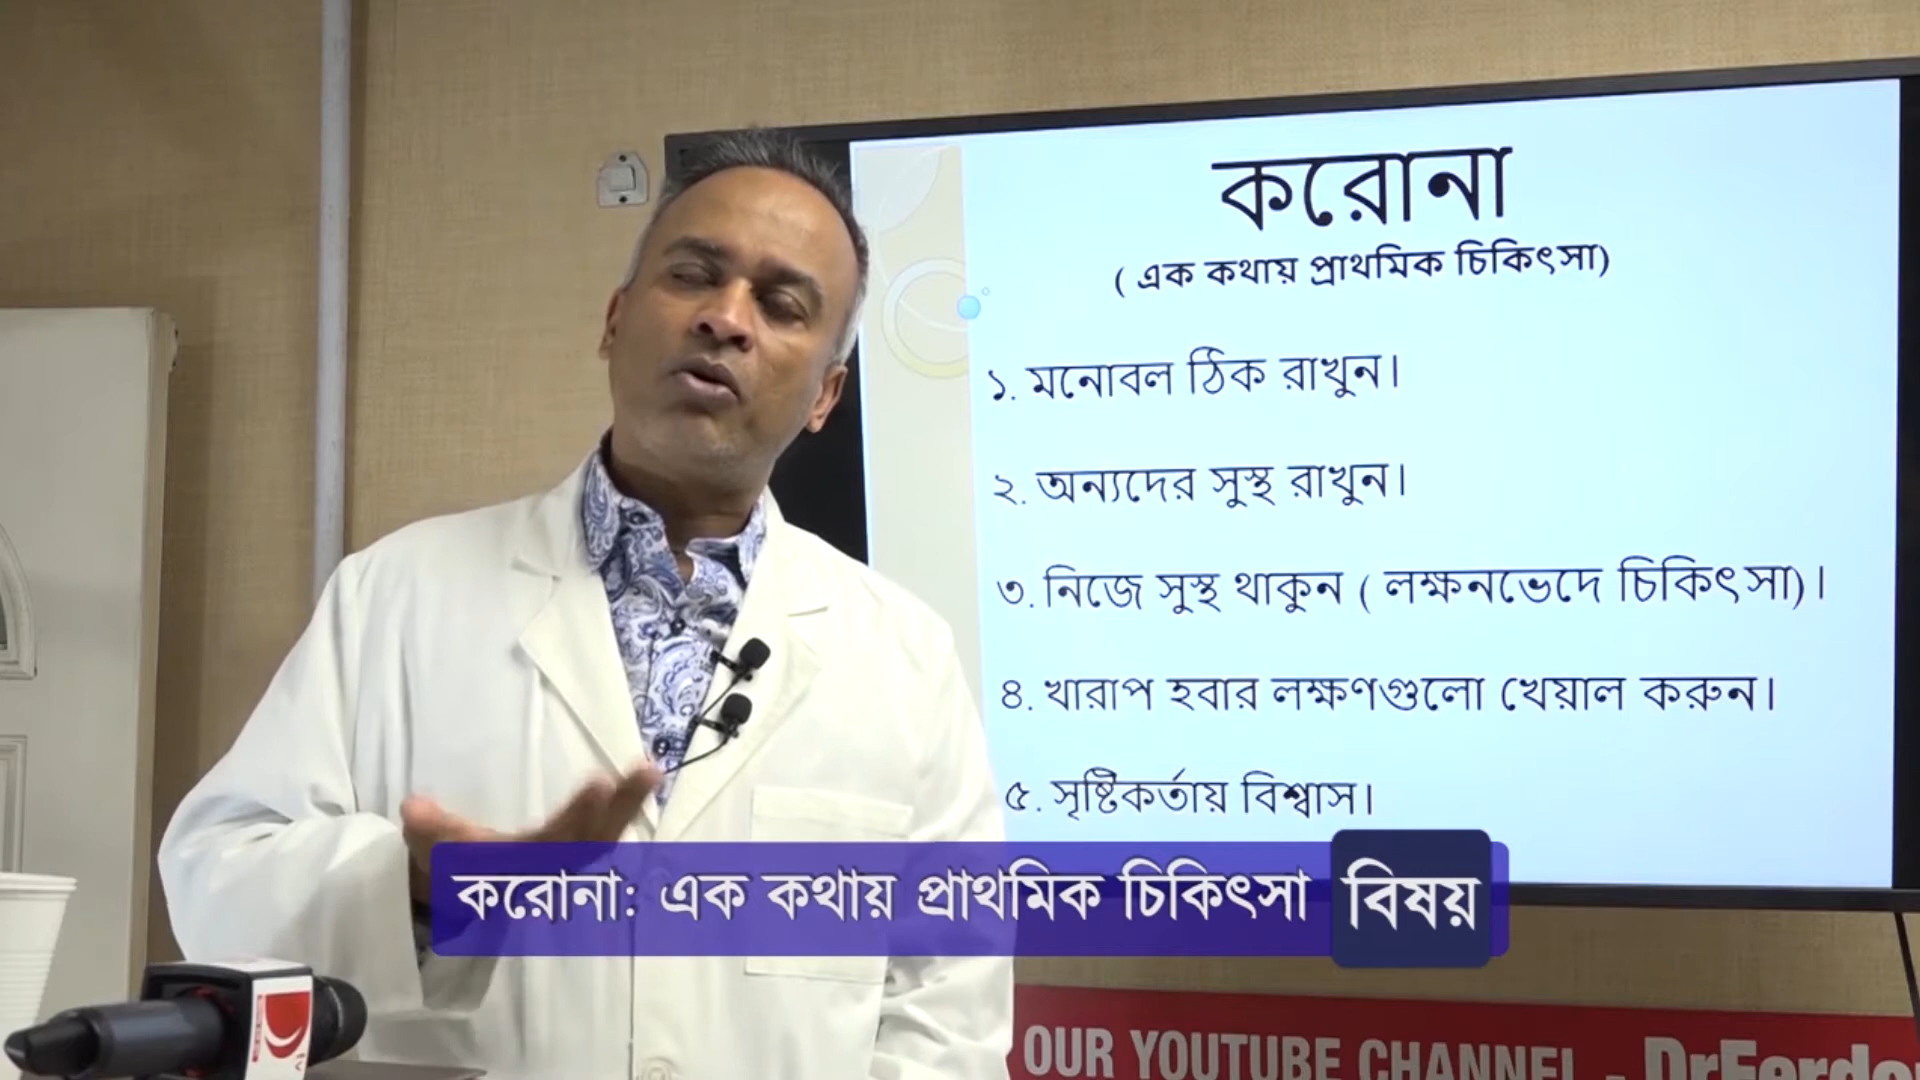 করোনা
( এক কথায় প্রাথমিক চিকিৎসা)
১. মনোবল ঠিক রাখুন।
২. অন্যদের সুস্থ রাখুন।
৩. নিজে সুস্থ থাকুন ( লক্ষনভেদে চিকিৎসা)।
৪. খারাপ হবার লক্ষণগুলো খেয়াল করুন।
৫. সৃষ্টিকর্তায় বিশ্বাস।
করোনা: এক কথায় প্রাথমিক চিকিৎসা বিষয়
OUR YOUTUBE CHANNEL -